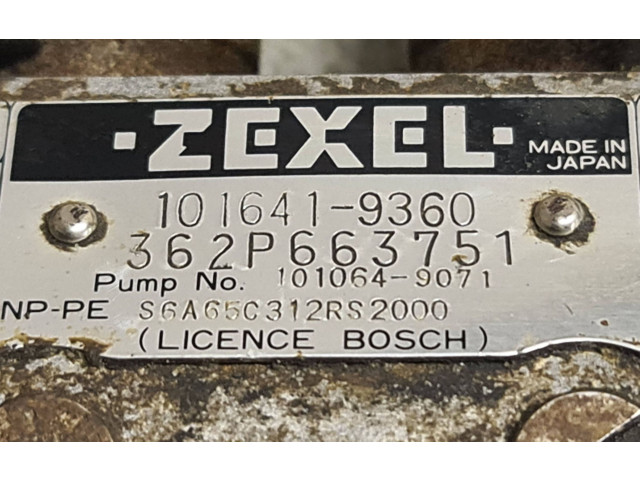 ·ZEXEL·
MADE IN
JAPAN
101641-9360
362P663751
Pump No. 101064-9071
NP-PE S6A65C312RS2000
(LICENCE BOSCH)